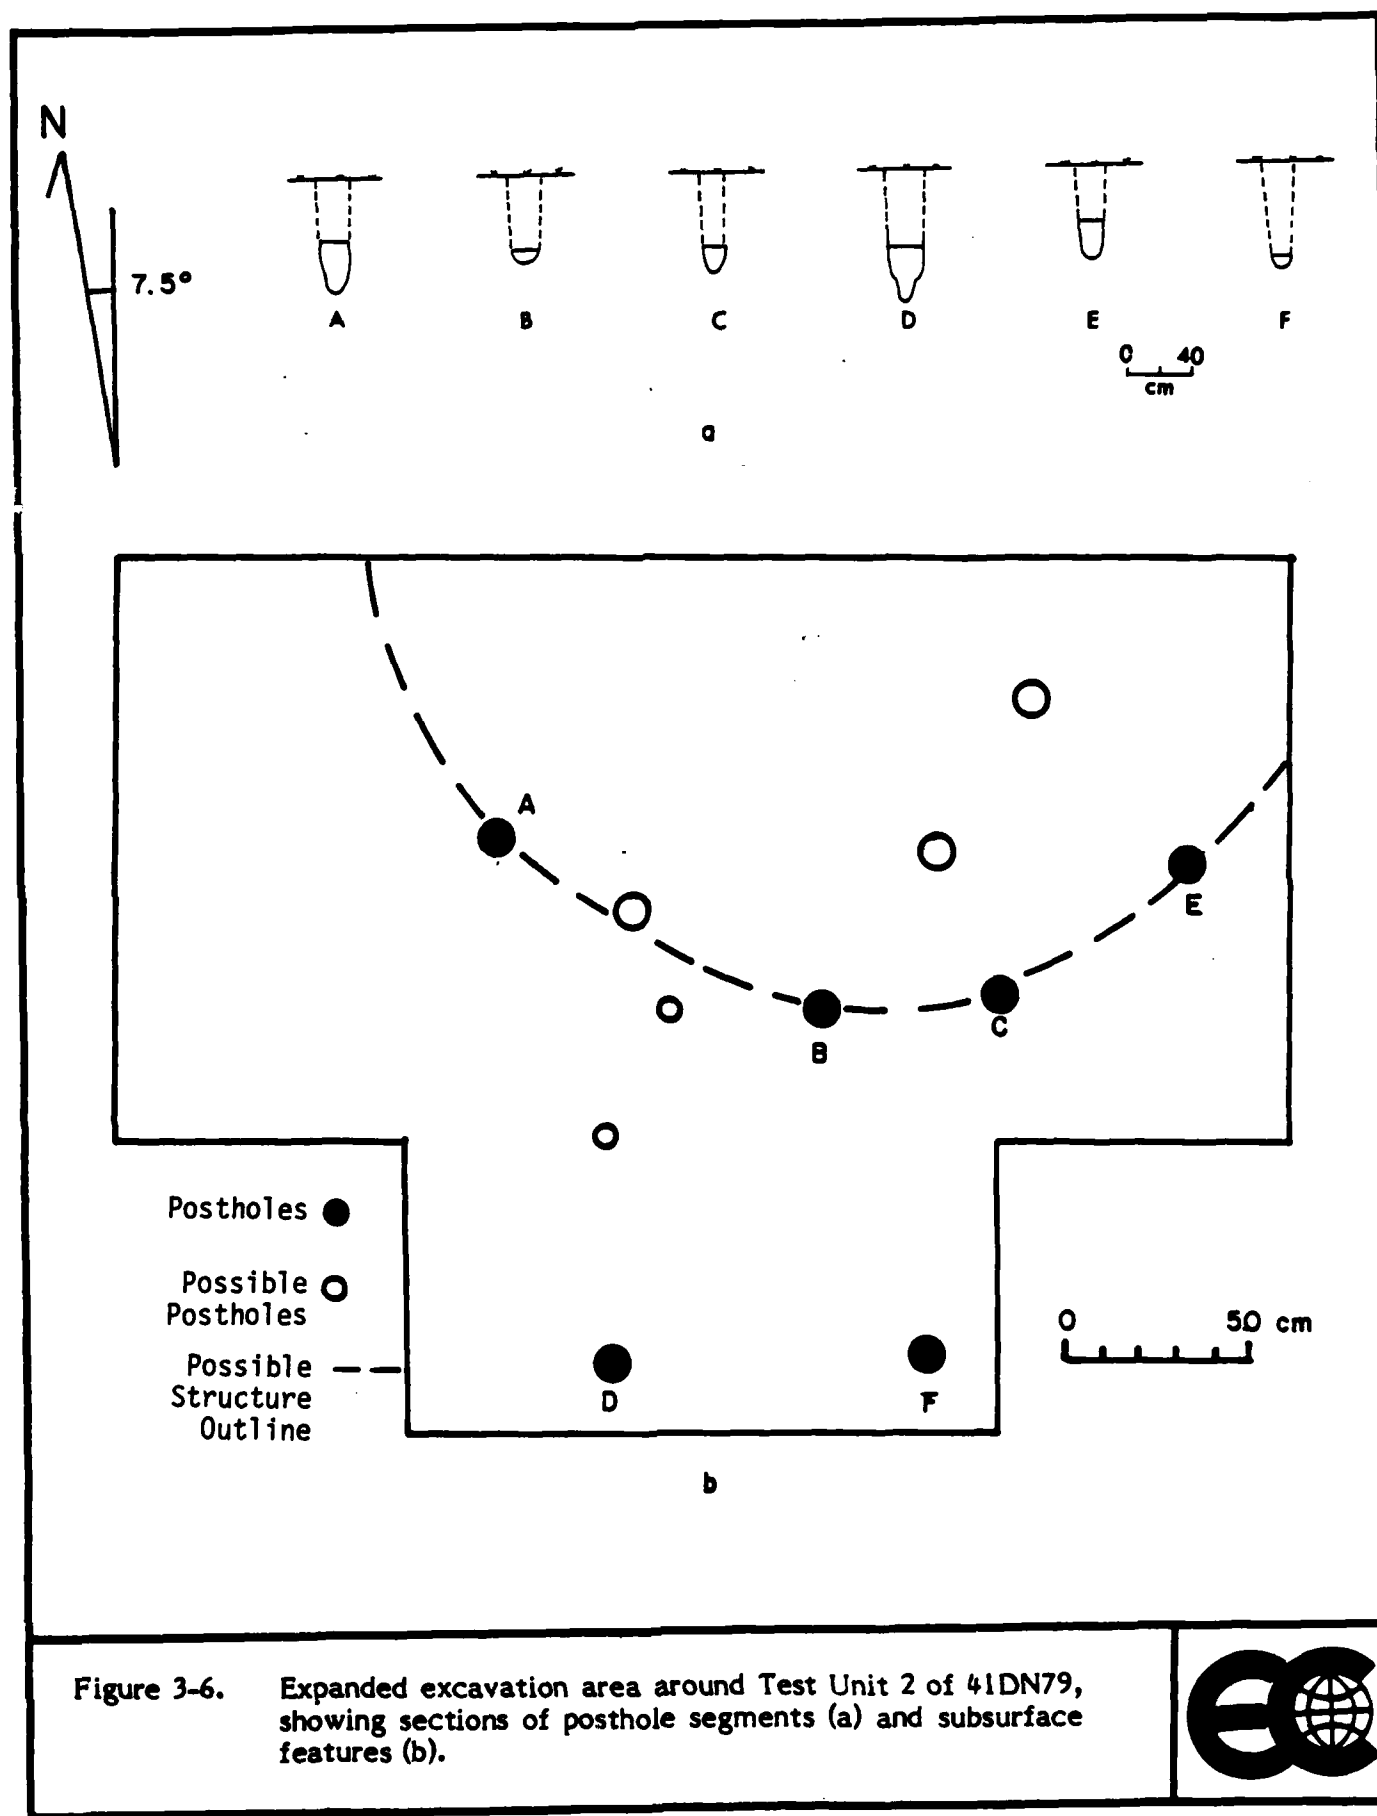 N
7.5°
A B C D E F
0 40
cm
a
A
E
C
B
Postholes
Possible
Postholes
Possible
Structure
Outline
0 50 cm
D F
b
Figure 3-6. Expanded excavation area around Test Unit 2 of 41DN79,
showing sections of posthole segments (a) and subsurface
features (b).
eC